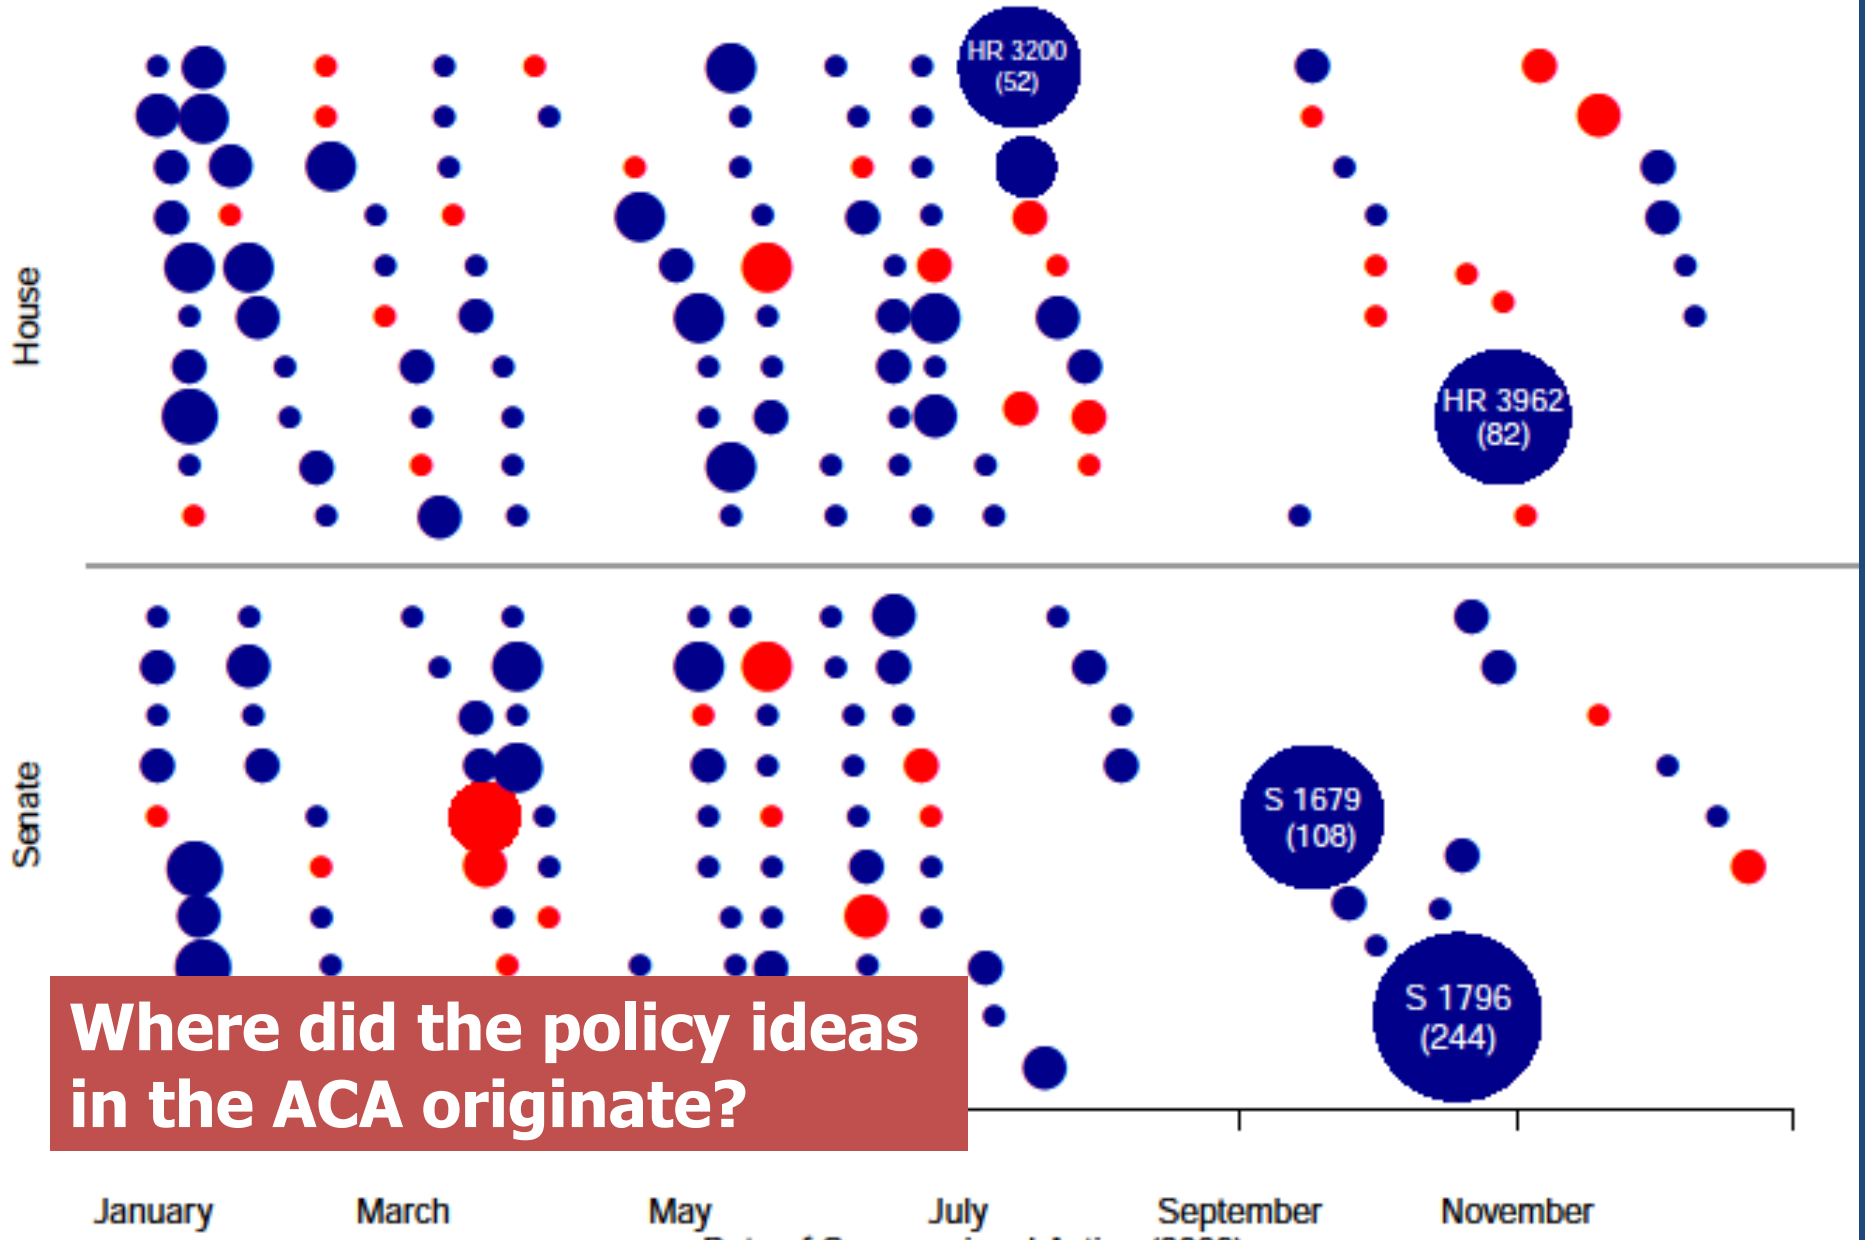 HR 3200
(52)
House
HR 3962
(82)
Senate
S 1679
(108)
S 1796
(244)
Where did the policy ideas
in the ACA originate?
January March May July September November